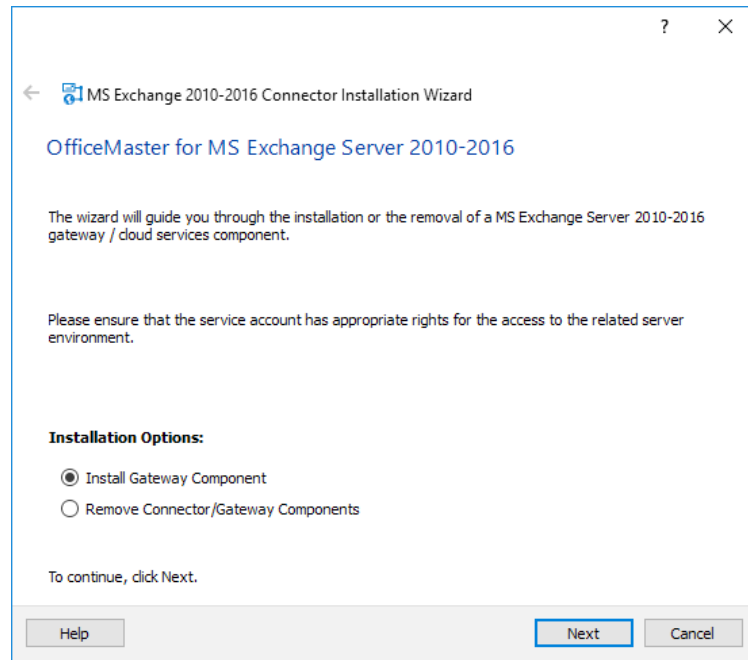 ?
MS Exchange 2010-2016 Connector Installation Wizard
OfficeMaster for MS Exchange Server 2010-2016
The wizard will guide you through the installation or the removal of a MS Exchange Server 2010-2016
gateway / cloud services component.
Please ensure that the service account has appropriate rights for the access to the related server
environment.
Installation Options:
Install Gateway Component
Remove Connector/Gateway Components
To continue, click Next.
Help Next Cancel